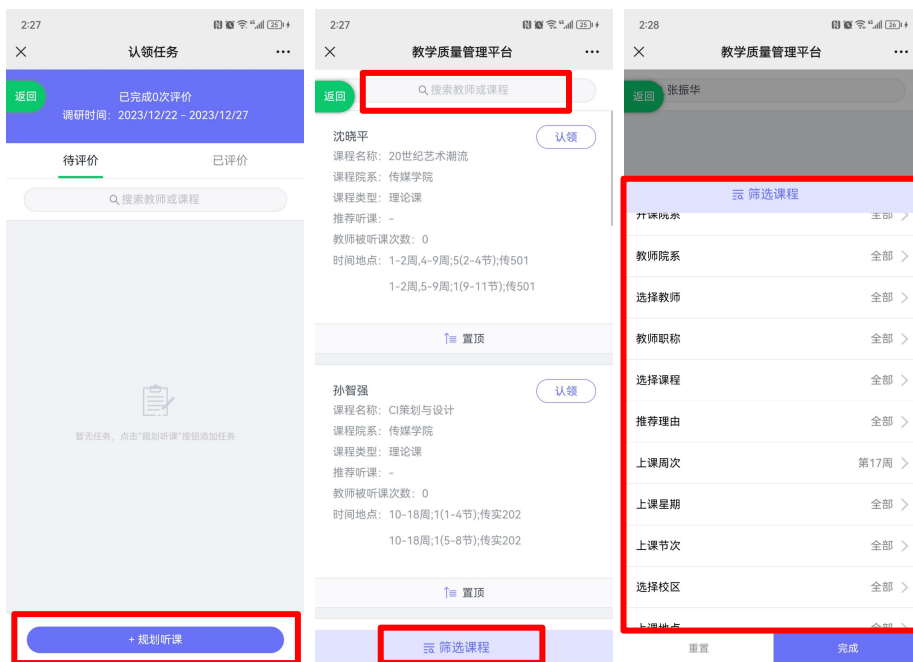 2:27
25
认领任务
返回
已完成0次评价
调研时间: 2023/12/22 - 2023/12/27
待评价
已评价
搜索教师或课程
暂无任务，点击"规划听课"按钮添加任务
+ 规划听课
2:27
25
教学质量管理平台
返回
搜索教师或课程
沈晓平
认领
课程名称: 20世纪艺术潮流
课程院系: 传媒学院
课程类型: 理论课
推荐听课: -
教师被听课次数: 0
时间地点: 1-2周,4-9周;5(2-4节);传501
1-2周,5-9周;1(9-11节);传501
置顶
孙智强
认领
课程名称: CI策划与设计
课程院系: 传媒学院
课程类型: 理论课
推荐听课: -
教师被听课次数: 0
时间地点: 10-18周;1(1-4节);传实202
10-18周;1(5-8节);传实202
置顶
筛选课程
2:28
26
教学质量管理平台
返回
张振华
筛选课程
开课院系 全部
教师院系 全部
选择教师 全部
教师职称 全部
选择课程 全部
推荐理由 全部
上课周次 第17周
上课星期 全部
上课节次 全部
选择校区 全部
上课地点 全部
重置
完成